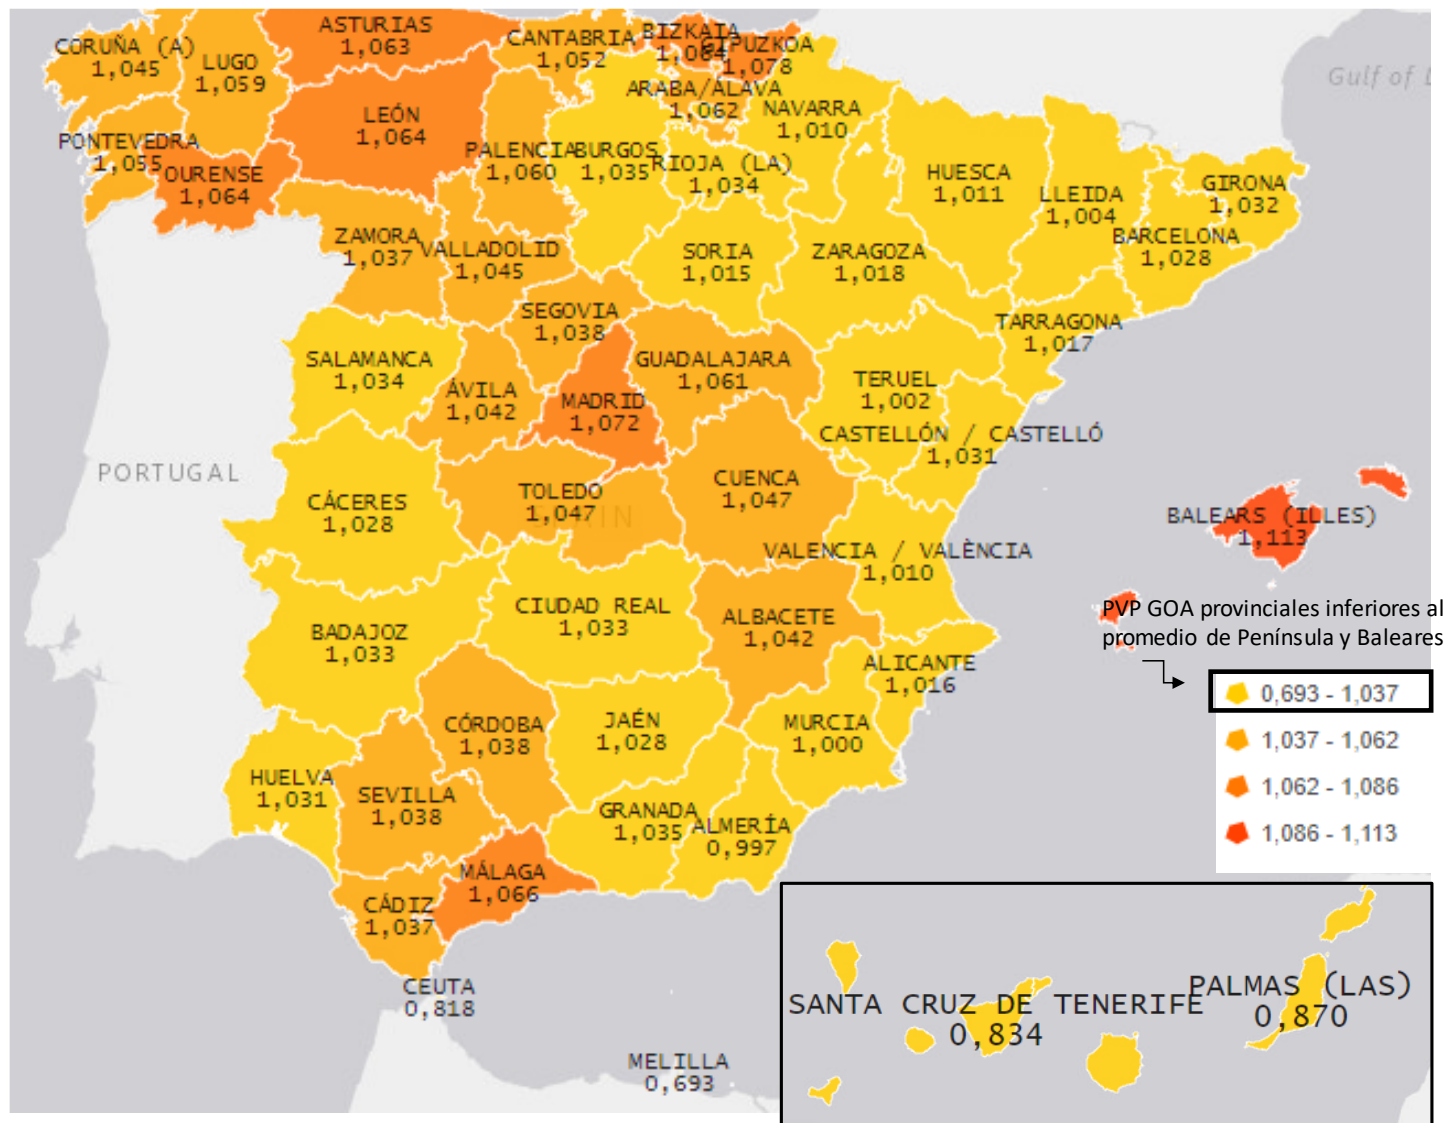 ASTURIAS
1,063
CORUÑA (A)
1,045
LUGO
1,059
CANTABRIA
1,052
BIZKAIA
1,064
GIPUZKOA
1,078
ARABA/ÁLAVA
1,062
NAVARRA
1,010
Gulf of
LEÓN
1,064
PONTEVEDRA
1,055
OURENSE
1,064
PALENCIA
1,060
BURGOS
1,035
RIOJA (LA)
1,034
HUESCA
1,011
LLEIDA
1,004
GIRONA
1,032
BARCELONA
1,028
ZAMORA
1,037
VALLADOLID
1,045
SORIA
1,015
ZARAGOZA
1,018
SEGOVIA
1,038
TARRAGONA
1,017
SALAMANCA
1,034
ÁVILA
1,042
MADRID
1,072
GUADALAJARA
1,061
TERUEL
1,002
CASTELLÓN / CASTELLÓ
1,031
PORTUGAL
CÁCERES
1,028
TOLEDO
1,047
CUENCA
1,047
BALEARS (ILLES)
1,113
VALENCIA / VALÈNCIA
1,010
BADAJOZ
1,033
CIUDAD REAL
1,033
ALBACETE
1,042
ALICANTE
1,016
PVP GOA provinciales inferiores al
promedio de Península y Baleares
0,693 - 1,037
1,037 - 1,062
1,062 - 1,086
1,086 - 1,113
CÓRDOBA
1,038
JAÉN
1,028
MURCIA
1,000
HUELVA
1,031
SEVILLA
1,038
GRANADA
1,035
ALMERÍA
0,997
MÁLAGA
1,066
CÁDIZ
1,037
CEUTA
0,818
MELILLA
0,693
SANTA CRUZ DE TENERIFE
0,834
PALMAS (LAS)
0,870